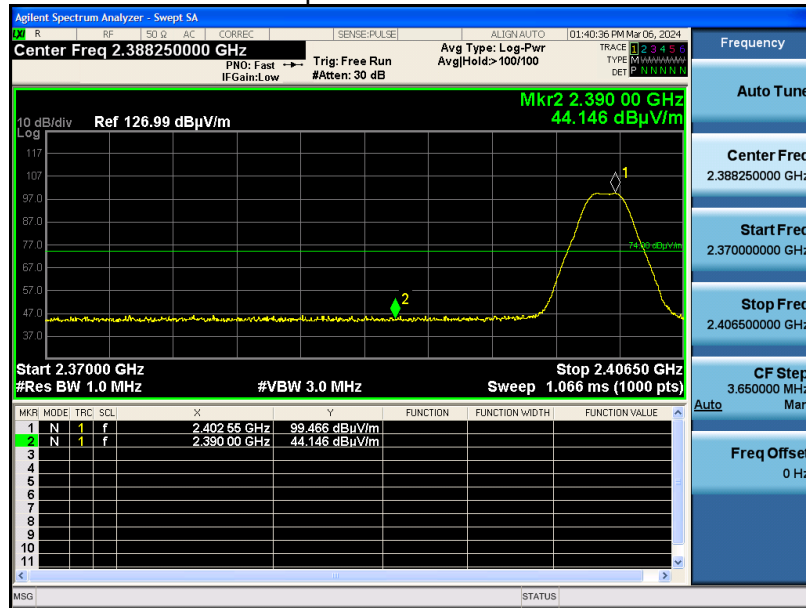 Agilent Spectrum Analyzer - Swept SA
LXI R RF 50 Ω AC CORREC SENSE:PULSE ALIGN AUTO 01:40:36 PM Mar 06, 2024
Center Freq 2.388250000 GHz
PNO: Fast
IFGain:Low
Trig: Free Run
#Atten: 30 dB
Avg Type: Log-Pwr
Avg|Hold:>100/100
TRACE 1 2 3 4 5 6
TYPE M WWWWW
DET P N N N N N
Mkr2 2.390 00 GHz
44.146 dBµV/m
10 dB/div Ref 126.99 dBµV/m
Log
117
107
97.0
87.0
77.0
67.0
57.0
47.0
37.0
1
74.00 dBµV/m
2
Start 2.37000 GHz Stop 2.40650 GHz
#Res BW 1.0 MHz #VBW 3.0 MHz Sweep 1.066 ms (1000 pts)
MKR MODE TRC SCL X Y FUNCTION FUNCTION WIDTH FUNCTION VALUE
1 N 1 f 2.402 55 GHz 99.466 dBµV/m
2 N 1 f 2.390 00 GHz 44.146 dBµV/m
3
4
5
6
7
8
9
10
11
MSG STATUS
Frequency
Auto Tune
Center Freq
2.388250000 GHz
Start Freq
2.370000000 GHz
Stop Freq
2.406500000 GHz
CF Step
3.650000 MHz
Auto Man
Freq Offset
0 Hz